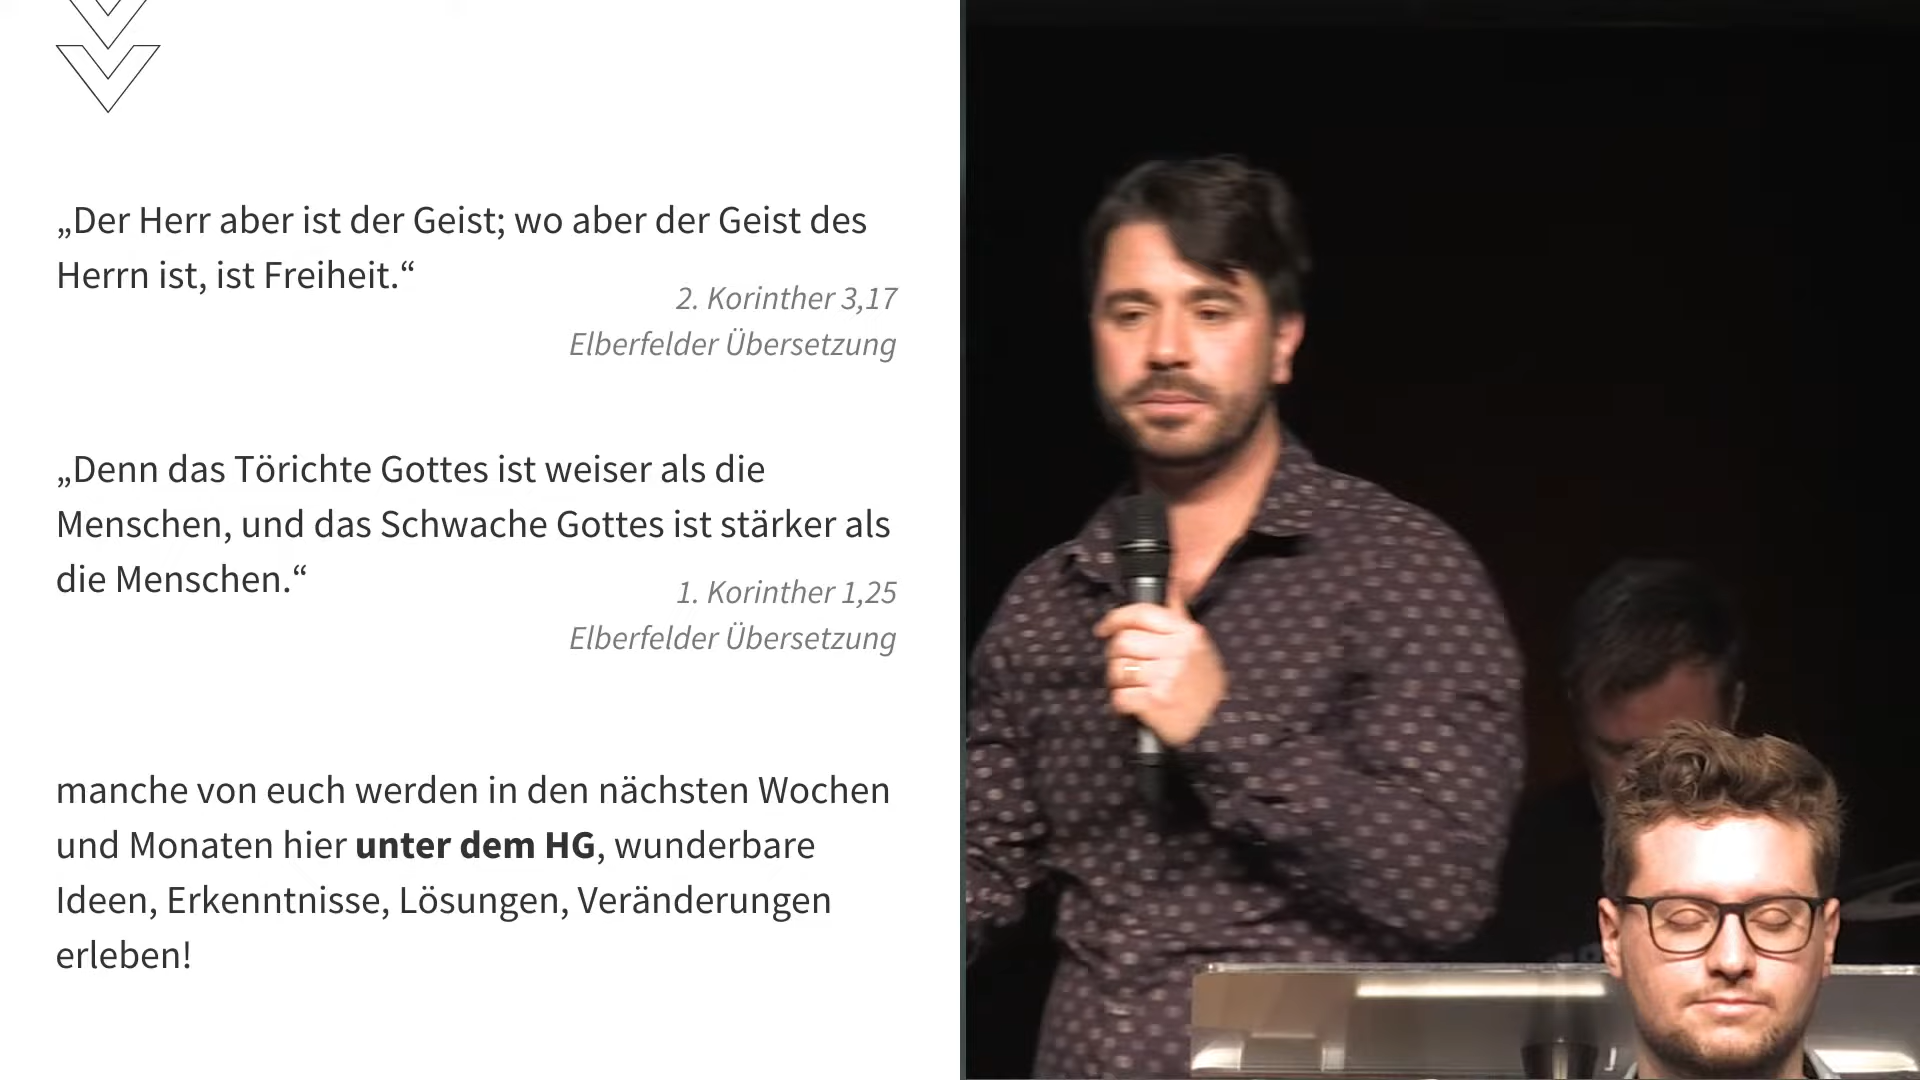 „Der Herr aber ist der Geist; wo aber der Geist des
Herrn ist, ist Freiheit.“
2. Korinther 3,17
Elberfelder Übersetzung
„Denn das Törichte Gottes ist weiser als die
Menschen, und das Schwache Gottes ist stärker als
die Menschen.“
1. Korinther 1,25
Elberfelder Übersetzung
manche von euch werden in den nächsten Wochen
und Monaten hier unter dem HG, wunderbare
Ideen, Erkenntnisse, Lösungen, Veränderungen
erleben!